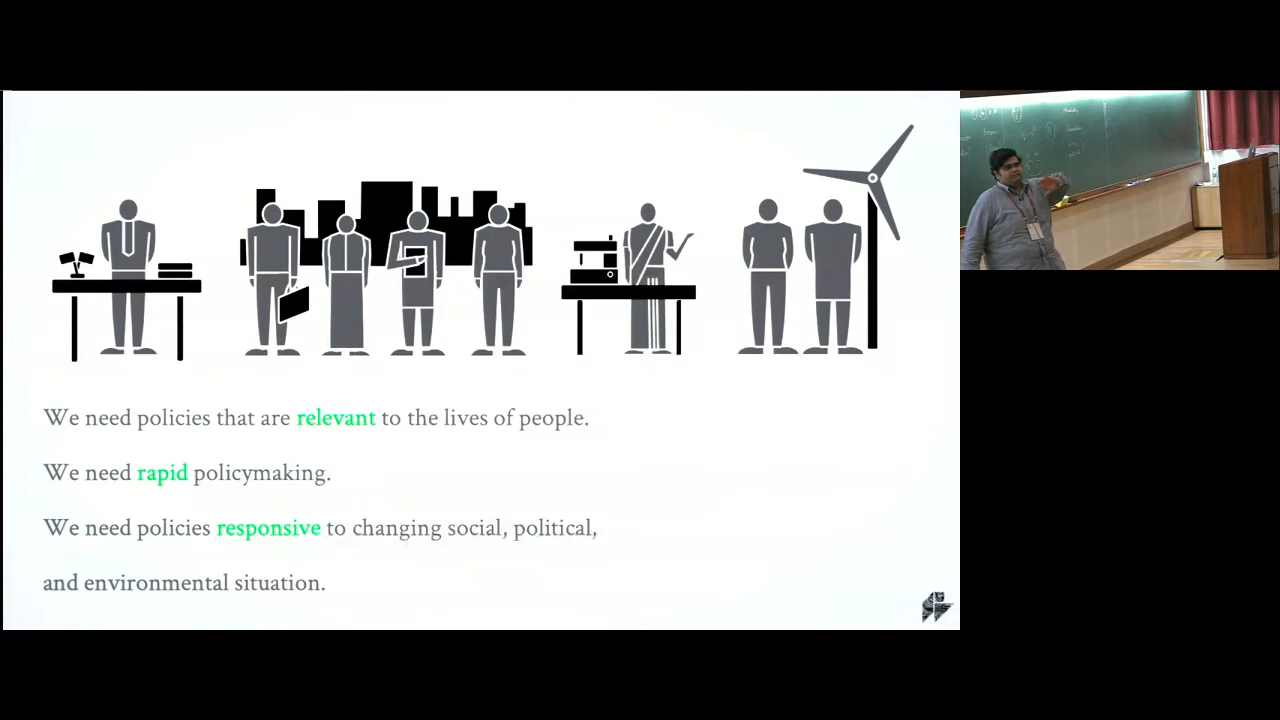 We need policies that are relevant to the lives of people.
We need rapid policymaking.
We need policies responsive to changing social, political,
and environmental situation.